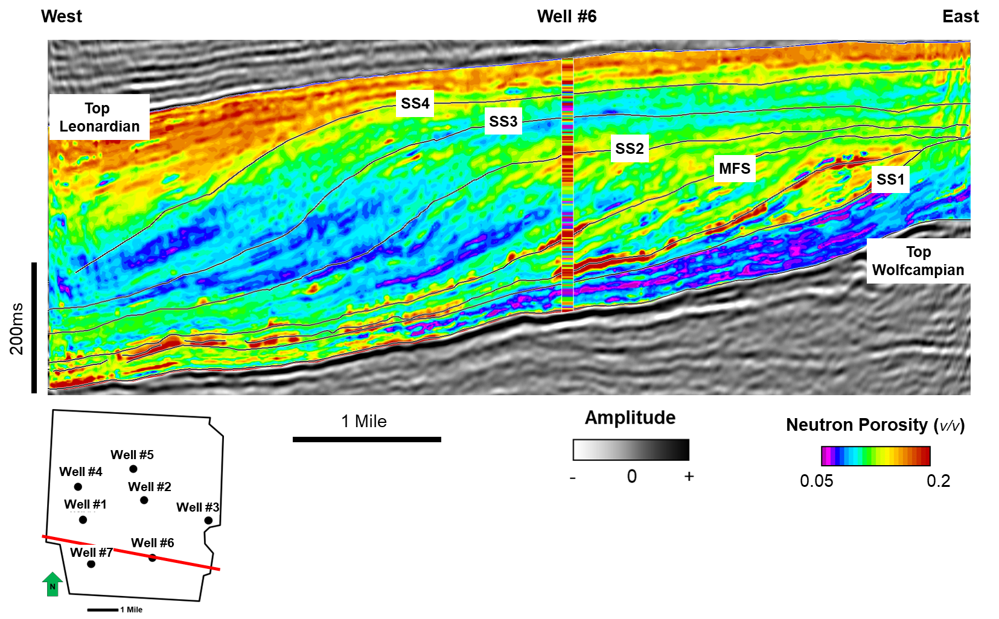 West
Well #6
East
Top
Leonardian
SS4
SS3
SS2
MFS
SS1
Top
Wolfcampian
200ms
1 Mile
Amplitude
- 0 +
Neutron Porosity (v/v)
0.05 0.2
Well #5
Well #4
Well #2
Well #1
Well #3
Well #6
Well #7
N
1 Mile